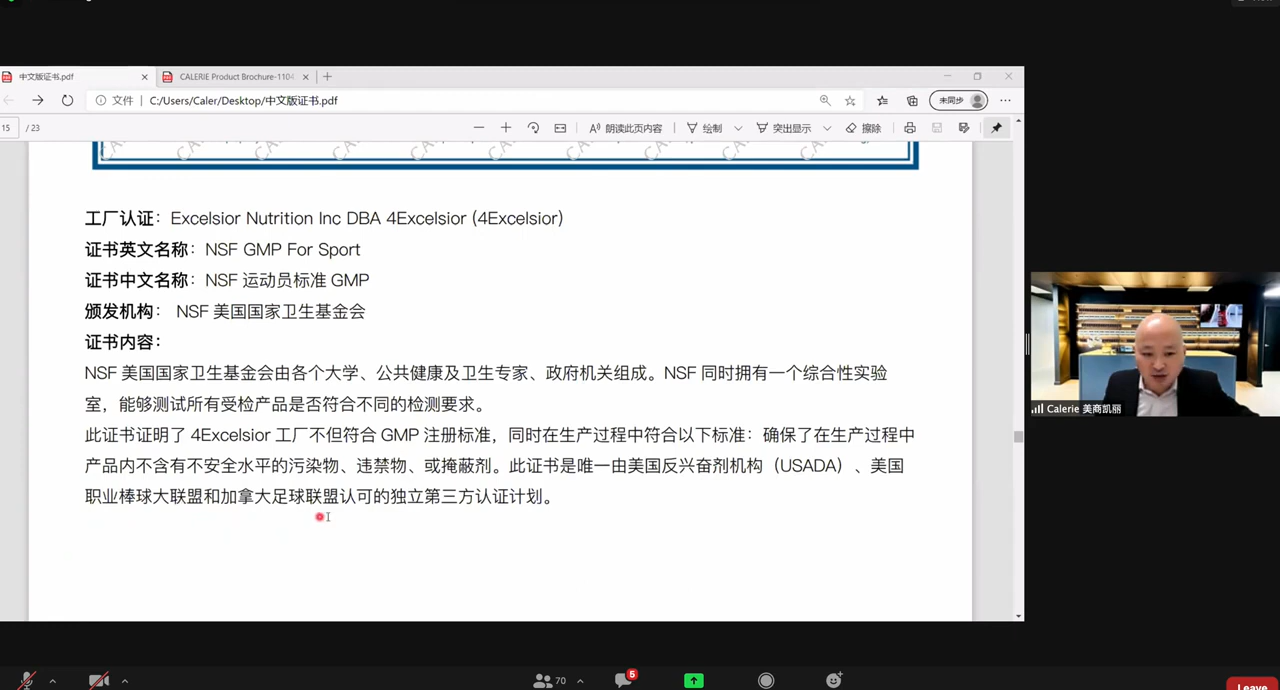 中文版证书.pdf
CALERIE Product Brochure-110
文件 C:/Users/Caler/Desktop/中文版证书.pdf
未同步
15 / 23
朗读此页内容
绘制
突出显示
擦除
工厂认证：Excelsior Nutrition Inc DBA 4Excelsior (4Excelsior)
证书英文名称：NSF GMP For Sport
证书中文名称：NSF 运动员标准 GMP
颁发机构： NSF 美国国家卫生基金会
证书内容：
NSF 美国国家卫生基金会由各个大学、公共健康及卫生专家、政府机关组成。NSF 同时拥有一个综合性实验
室，能够测试所有受检产品是否符合不同的检测要求。
此证书证明了 4Excelsior 工厂不但符合 GMP 注册标准，同时在生产过程中符合以下标准：确保了在生产过程中
产品内不含有不安全水平的污染物、违禁物、或掩蔽剂。此证书是唯一由美国反兴奋剂机构（USADA）、美国
职业棒球大联盟和加拿大足球联盟认可的独立第三方认证计划。
Calerie 美商凯丽
70
5
Leave